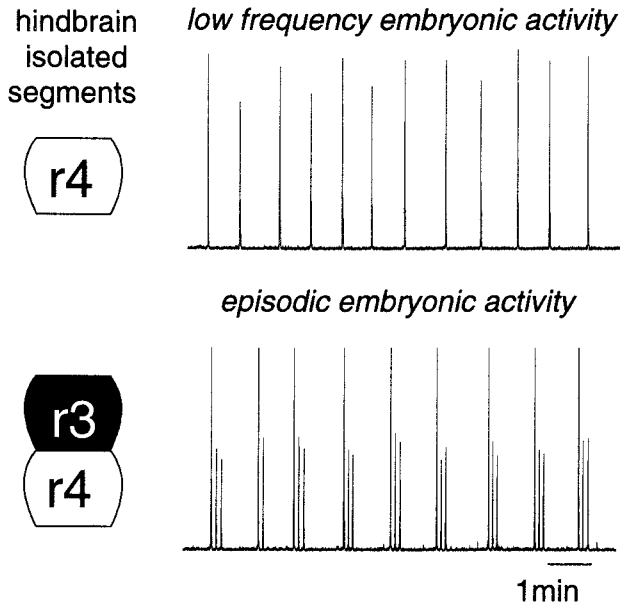 hindbrain
isolated
segments
low frequency embryonic activity
r4
episodic embryonic activity
r3
r4
1min